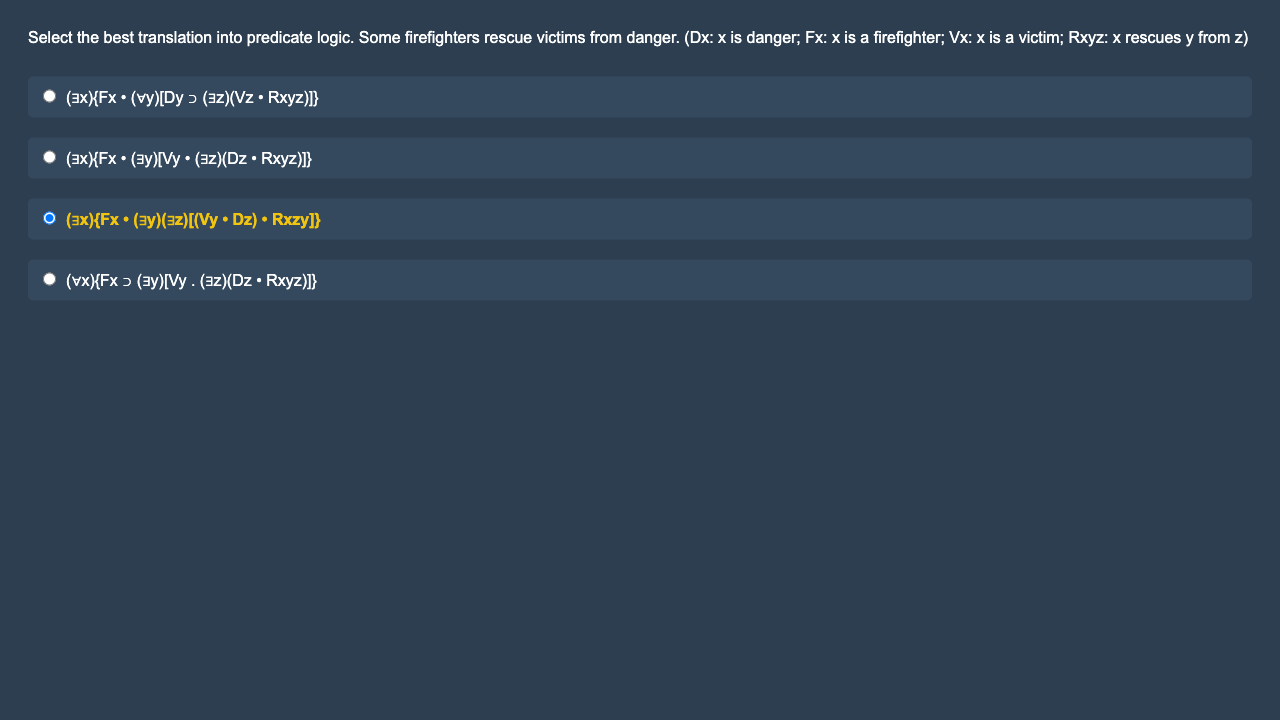 Select the best translation into predicate logic. Some firefighters rescue victims from danger. (Dx: x is danger; Fx: x is a firefighter; Vx: x is a victim; Rxyz: x rescues y from z)
(∃x){Fx • (∀y)[Dy ⊃ (∃z)(Vz • Rxyz)]}
(∃x){Fx • (∃y)[Vy • (∃z)(Dz • Rxyz)]}
(∃x){Fx • (∃y)(∃z)[(Vy • Dz) • Rxzy]}
(∀x){Fx ⊃ (∃y)[Vy . (∃z)(Dz • Rxyz)]}